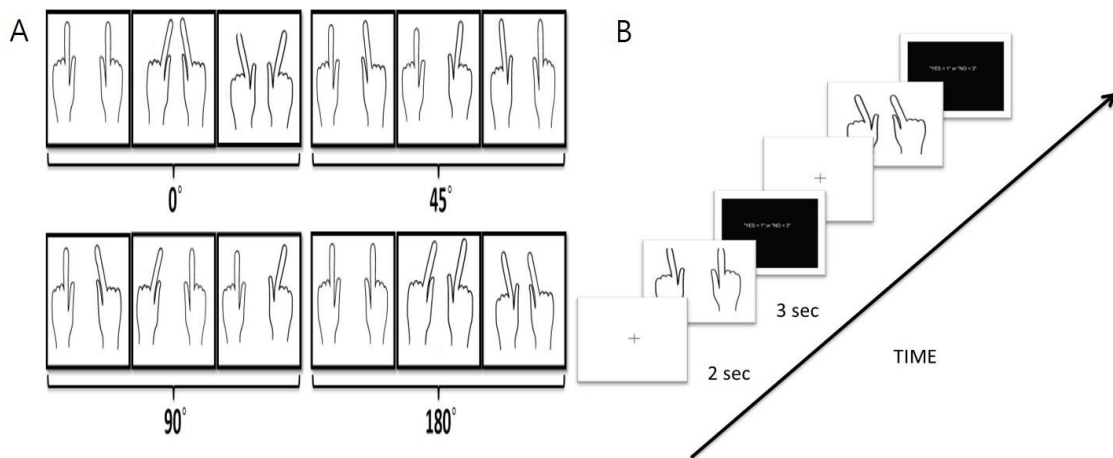 A
B
0°
45°
90°
180°
"YES = 1" or "NO = 3"
"YES = 1" or "NO = 3"
3 sec
2 sec
TIME